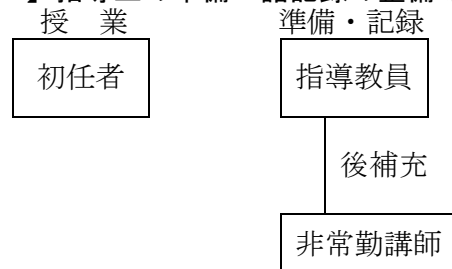 授　業　　　　　準備・記録
初任者　　　　　指導教員
後補充
非常勤講師